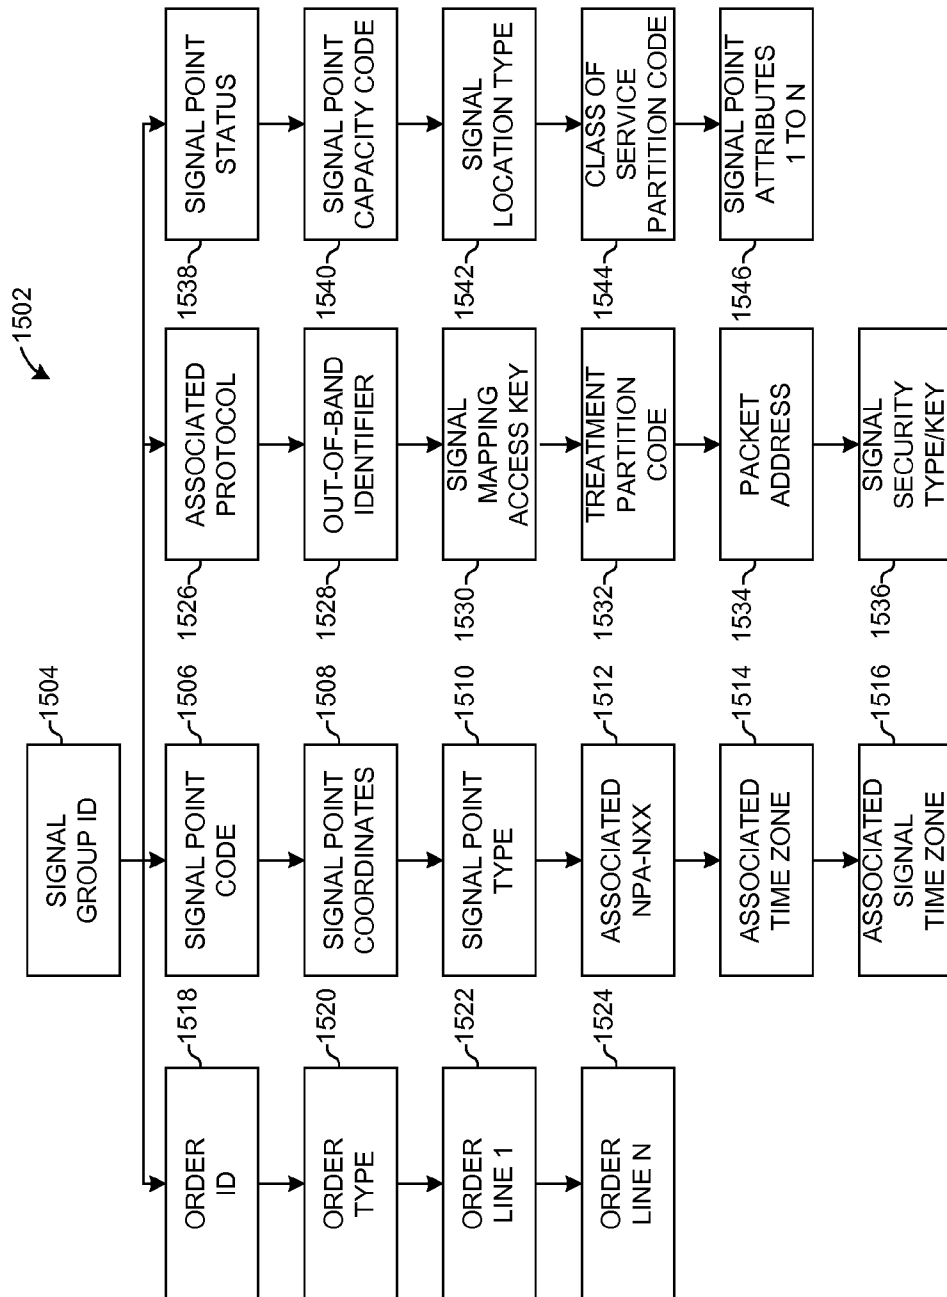 1502
SIGNAL
GROUP ID
1504
ORDER
ID
1518
ORDER
TYPE
1520
ORDER
LINE 1
1522
ORDER
LINE N
1524
SIGNAL POINT
CODE
1506
SIGNAL POINT
COORDINATES
1508
SIGNAL POINT
TYPE
1510
ASSOCIATED
NPA-NXX
1512
ASSOCIATED
TIME ZONE
1514
ASSOCIATED
SIGNAL
TIME ZONE
1516
1526
ASSOCIATED
PROTOCOL
1528
OUT-OF-BAND
IDENTIFIER
1530
SIGNAL
MAPPING
ACCESS KEY
1532
TREATMENT
PARTITION
CODE
1534
PACKET
ADDRESS
1536
SIGNAL
SECURITY
TYPE/KEY
1538
SIGNAL POINT
STATUS
1540
SIGNAL POINT
CAPACITY CODE
1542
SIGNAL
LOCATION TYPE
1544
CLASS OF
SERVICE
PARTITION CODE
1546
SIGNAL POINT
ATTRIBUTES
1 TO N